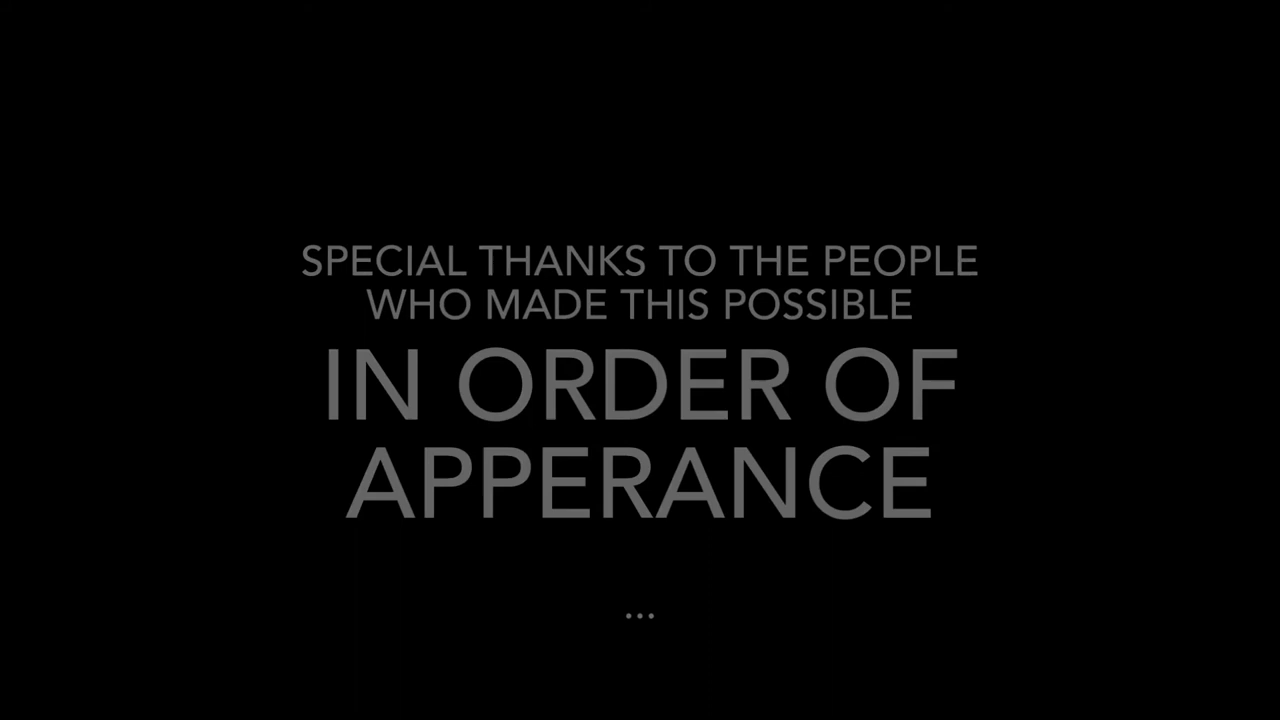 SPECIAL THANKS TO THE PEOPLE
WHO MADE THIS POSSIBLE
IN ORDER OF
APPERANCE
...